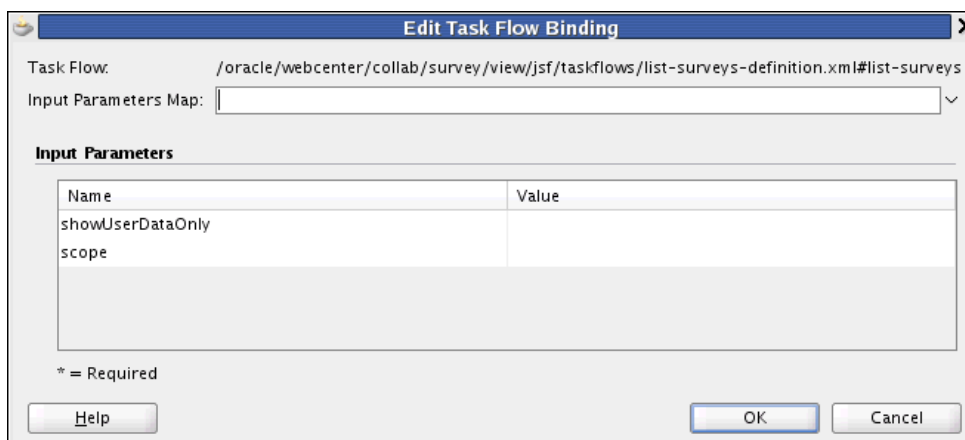 Edit Task Flow Binding
Task Flow: /oracle/webcenter/collab/survey/view/jsf/taskflows/list-surveys-definition.xml#list-surveys
Input Parameters Map:
Input Parameters
Name Value
showUserDataOnly
scope
* = Required
Help OK Cancel